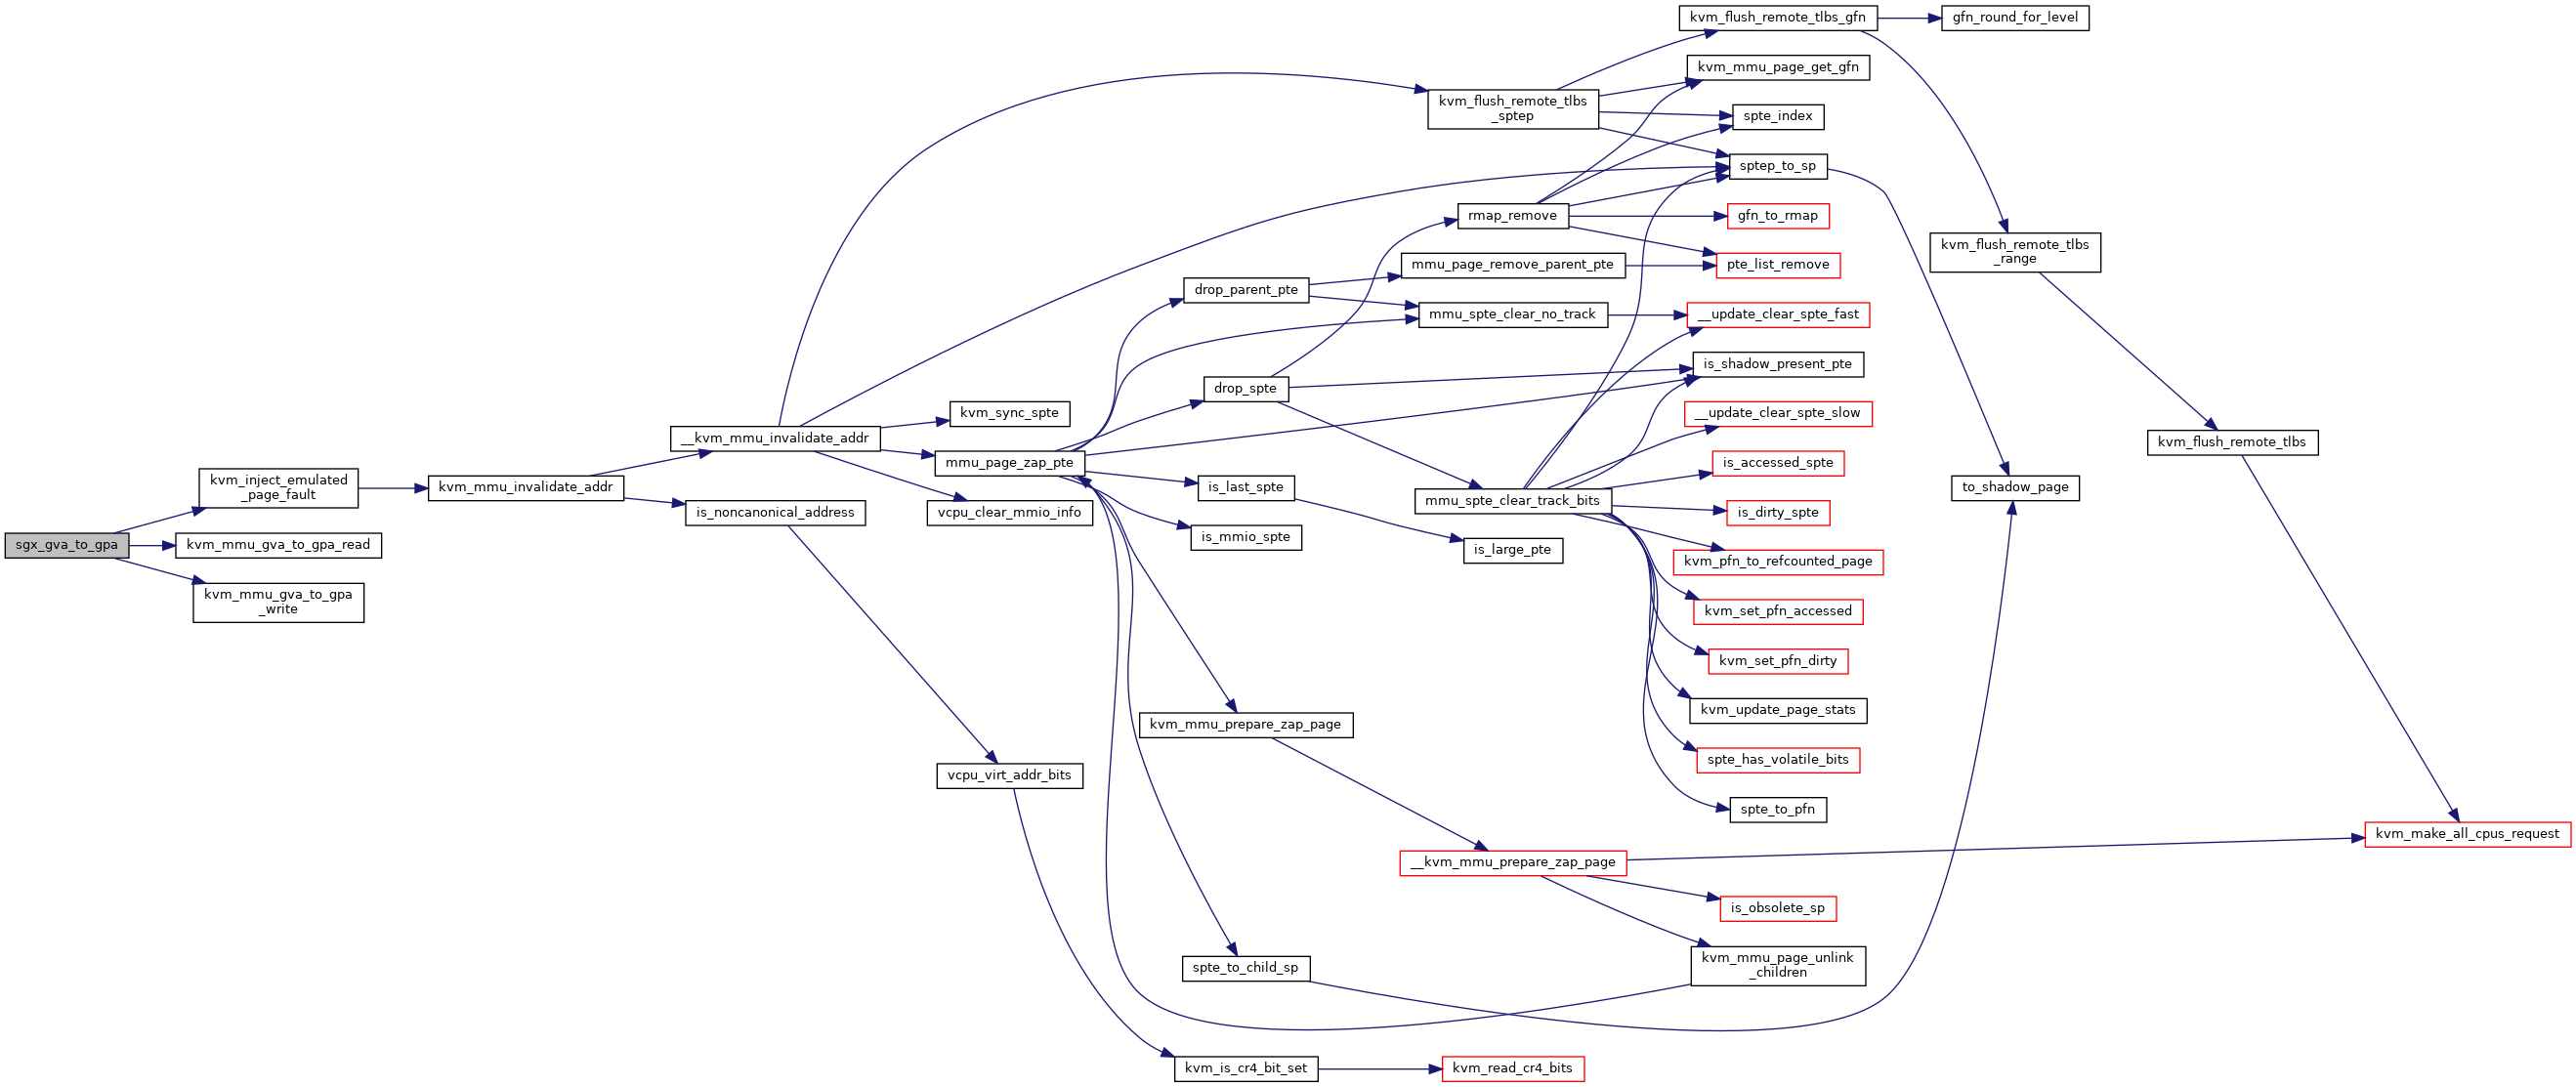 sgx_gva_to_gpa
kvm_inject_emulated
_page_fault
kvm_mmu_gva_to_gpa_read
kvm_mmu_gva_to_gpa
_write
kvm_mmu_invalidate_addr
__kvm_mmu_invalidate_addr
is_noncanonical_address
kvm_sync_spte
mmu_page_zap_pte
vcpu_clear_mmio_info
vcpu_virt_addr_bits
drop_parent_pte
drop_spte
is_last_spte
is_mmio_spte
kvm_mmu_prepare_zap_page
spte_to_child_sp
kvm_is_cr4_bit_set
kvm_flush_remote_tlbs
_sptep
rmap_remove
mmu_page_remove_parent_pte
mmu_spte_clear_no_track
mmu_spte_clear_track_bits
is_large_pte
__kvm_mmu_prepare_zap_page
kvm_read_cr4_bits
kvm_flush_remote_tlbs_gfn
kvm_mmu_page_get_gfn
spte_index
sptep_to_sp
gfn_to_rmap
pte_list_remove
__update_clear_spte_fast
is_shadow_present_pte
__update_clear_spte_slow
is_accessed_spte
is_dirty_spte
kvm_pfn_to_refcounted_page
kvm_set_pfn_accessed
kvm_set_pfn_dirty
kvm_update_page_stats
spte_has_volatile_bits
spte_to_pfn
is_obsolete_sp
kvm_mmu_page_unlink
_children
gfn_round_for_level
kvm_flush_remote_tlbs
_range
to_shadow_page
kvm_flush_remote_tlbs
kvm_make_all_cpus_request